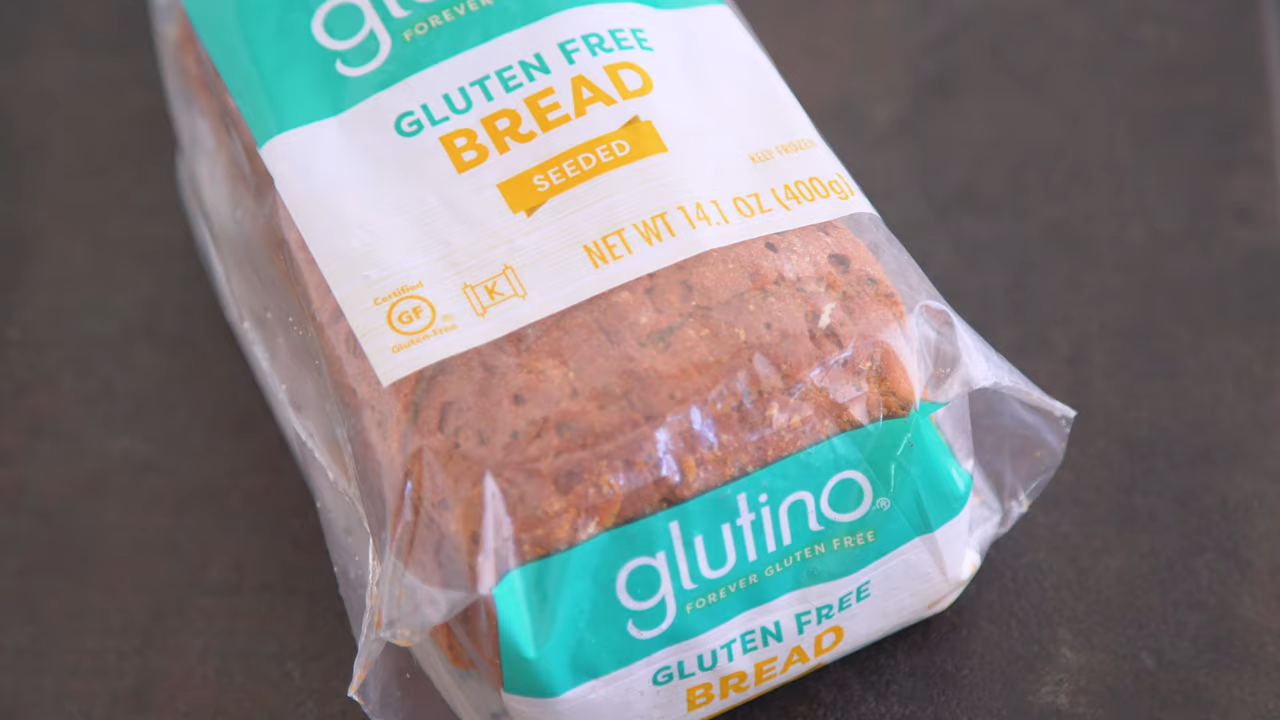 FOREVER
GLUTEN FREE
BREAD
SEEDED
KEEP FROZEN
NET WT 14.1 OZ (400g)
Certified
GF
®
Gluten-Free
K
glutino®
FOREVER GLUTEN FREE
GLUTEN FREE
BREAD